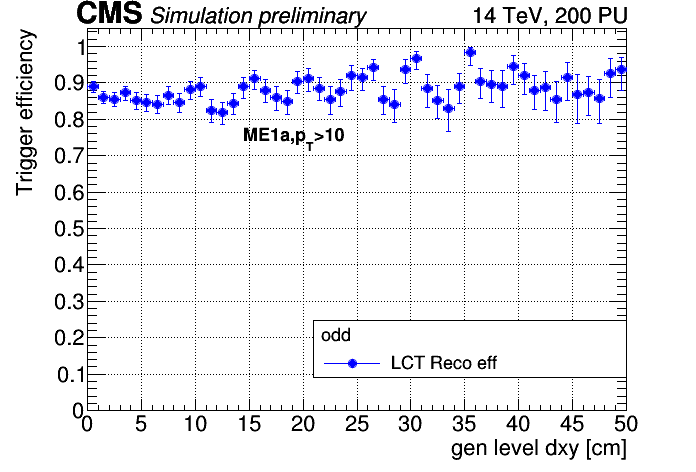 CMS Simulation preliminary 14 TeV, 200 PU
Trigger efficiency
1
0.9
0.8
0.7
0.6
0.5
0.4
0.3
0.2
0.1
0
ME1a,pT>10
odd
LCT Reco eff
0 5 10 15 20 25 30 35 40 45 50
gen level dxy [cm]